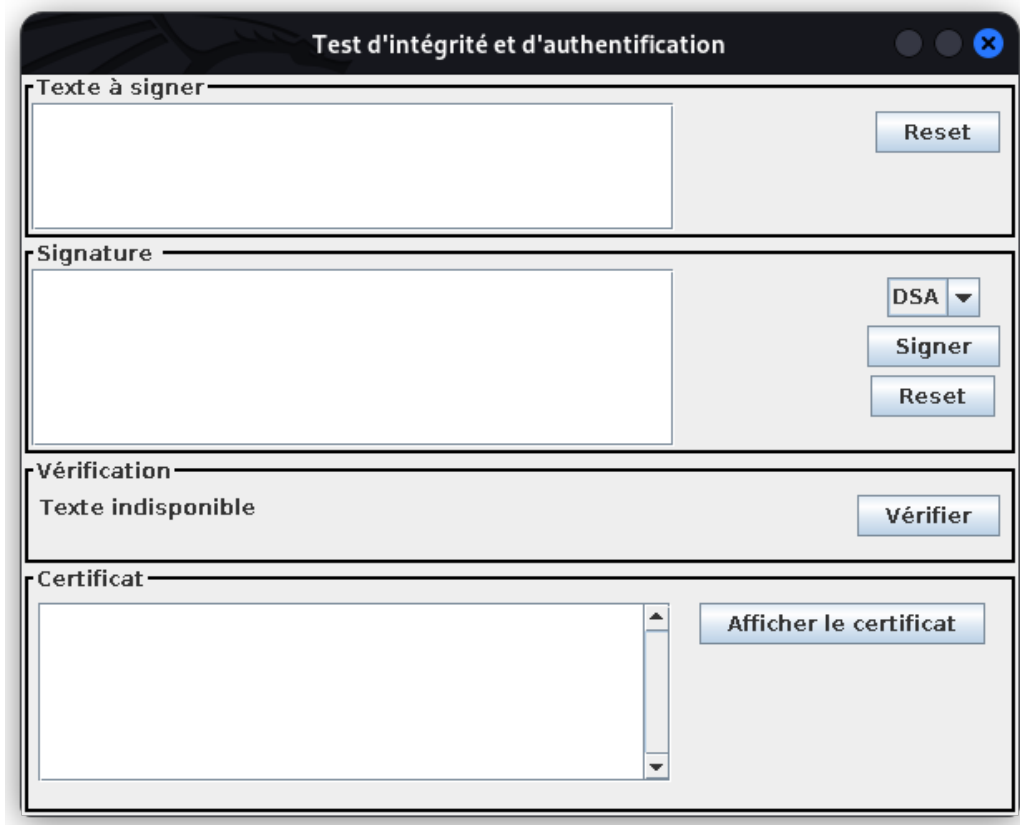 Test d'intégrité et d'authentification
Texte à signer
Reset
Signature
DSA
Signer
Reset
Vérification
Texte indisponible
Vérifier
Certificat
Afficher le certificat